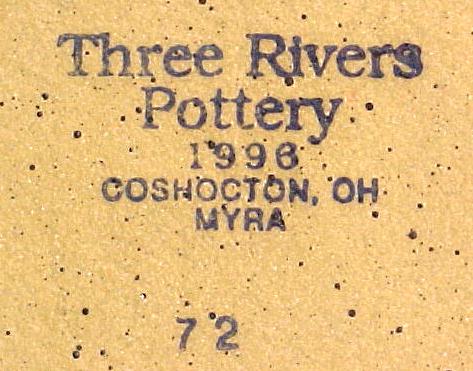 Three Rivers
Pottery
1996
COSHOCTON, OH
MYRA
72